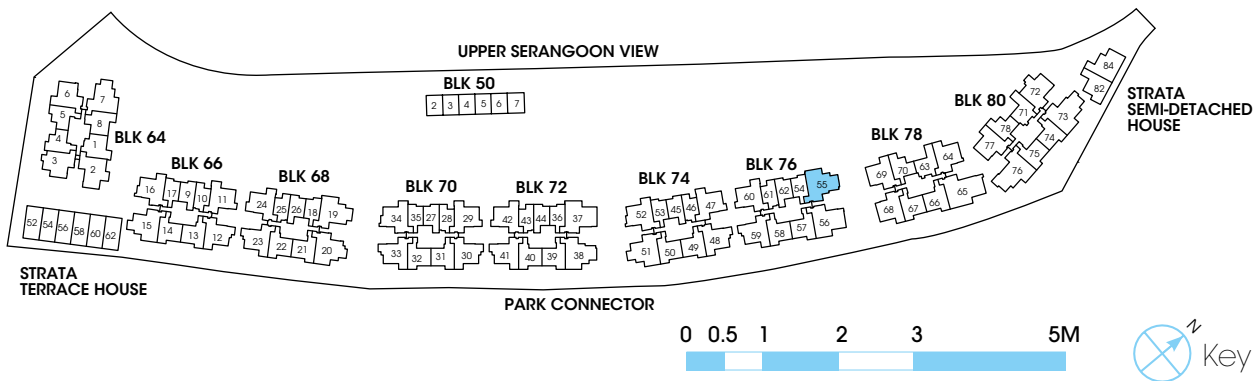 UPPER SERANGOON VIEW
BLK 50
2 3 4 5 6 7
BLK 64
6 7
5 8
4 1
3 2
BLK 66
16 17 9 10 11
15 14 13 12
BLK 68
24 25 26 18 19
23 22 21 20
BLK 70
34 35 27 28 29
33 32 31 30
BLK 72
42 43 44 36 37
41 40 39 38
BLK 74
52 53 45 46 47
51 50 49 48
BLK 76
60 61 62 54 55
59 58 57 56
BLK 78
69 70 63 64
68 67 66 65
BLK 80
72
71 73
78 74
77 75
76
84
82
STRATA
SEMI-DETACHED
HOUSE
52 54 56 58 60 62
STRATA
TERRACE HOUSE
PARK CONNECTOR
0 0.5 1 2 3 5M
N
Key